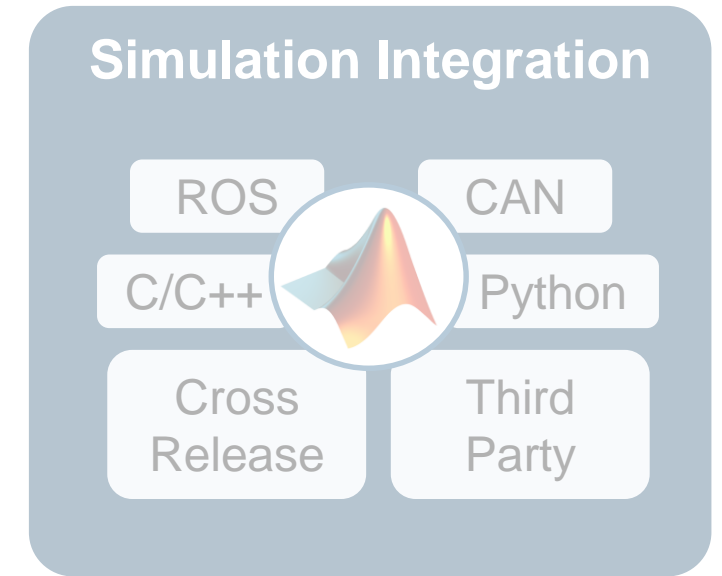 Simulation Integration
ROS
CAN
C/C++
Python
Cross
Release
Third
Party